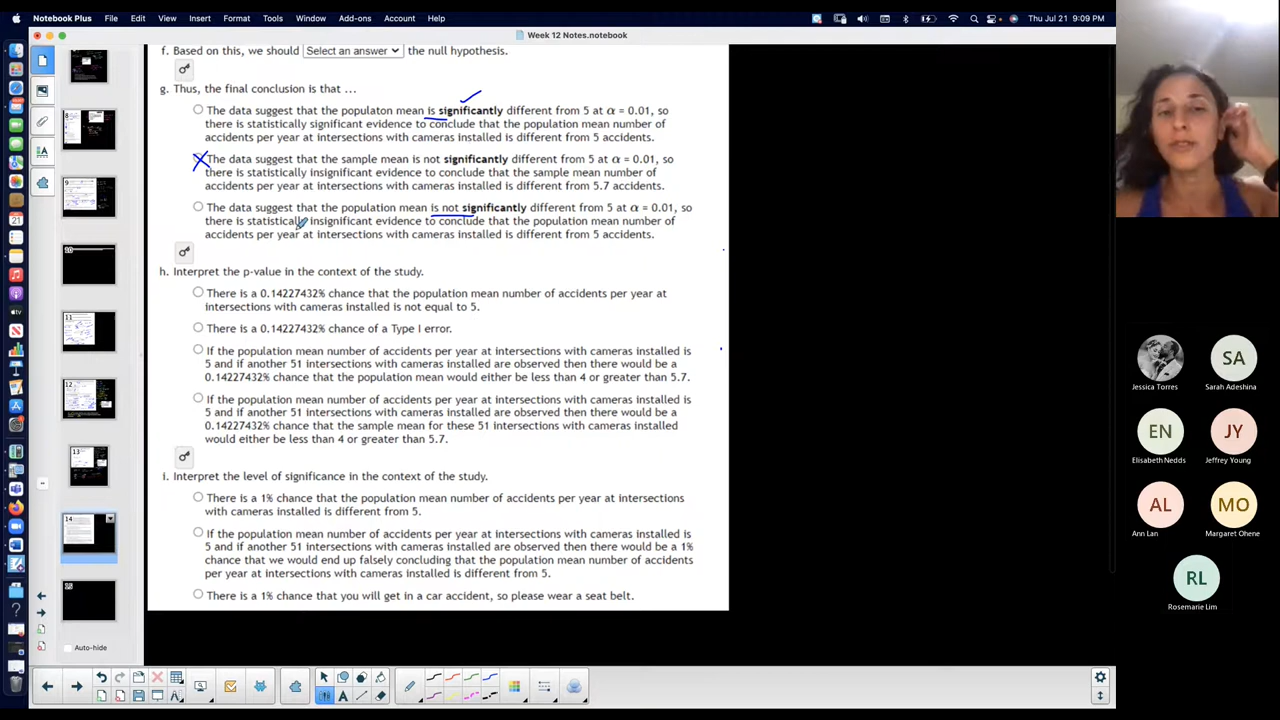 Notebook Plus File Edit View Insert Format Tools Window Add-ons Account Help
Thu Jul 21 9:09 PM
Week 12 Notes.notebook
f. Based on this, we should Select an answer the null hypothesis.
g. Thus, the final conclusion is that ...
The data suggest that the populaton mean is significantly different from 5 at α = 0.01, so
there is statistically significant evidence to conclude that the population mean number of
accidents per year at intersections with cameras installed is different from 5 accidents.
The data suggest that the sample mean is not significantly different from 5 at α = 0.01, so
there is statistically insignificant evidence to conclude that the sample mean number of
accidents per year at intersections with cameras installed is different from 5.7 accidents.
The data suggest that the population mean is not significantly different from 5 at α = 0.01, so
there is statistically insignificant evidence to conclude that the population mean number of
accidents per year at intersections with cameras installed is different from 5 accidents.
h. Interpret the p-value in the context of the study.
There is a 0.14227432% chance that the population mean number of accidents per year at
intersections with cameras installed is not equal to 5.
There is a 0.14227432% chance of a Type I error.
If the population mean number of accidents per year at intersections with cameras installed is
5 and if another 51 intersections with cameras installed are observed then there would be a
0.14227432% chance that the population mean would either be less than 4 or greater than 5.7.
If the population mean number of accidents per year at intersections with cameras installed is
5 and if another 51 intersections with cameras installed are observed then there would be a
0.14227432% chance that the sample mean for these 51 intersections with cameras installed
would either be less than 4 or greater than 5.7.
i. Interpret the level of significance in the context of the study.
There is a 1% chance that the population mean number of accidents per year at intersections
with cameras installed is different from 5.
If the population mean number of accidents per year at intersections with cameras installed is
5 and if another 51 intersections with cameras installed are observed then there would be a 1%
chance that we would end up falsely concluding that the population mean number of accidents
per year at intersections with cameras installed is different from 5.
There is a 1% chance that you will get in a car accident, so please wear a seat belt.
8
9
10
11
12
13
14
Auto-hide
Jessica Torres
SA
Sarah Adeshina
EN
Elisabeth Nedds
JY
Jeffrey Young
AL
Ann Lan
MO
Margaret Ohene
RL
Rosemarie Lim